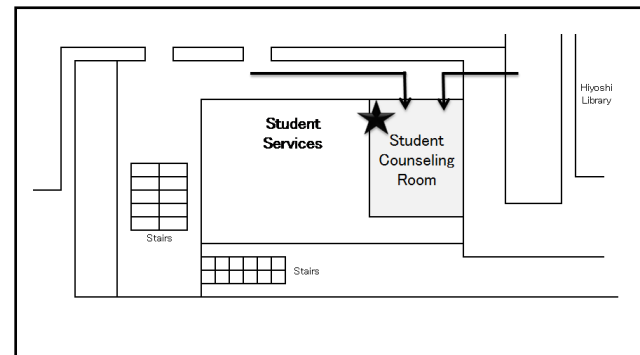 Hiyoshi
Library
Student
Services
Student
Counseling
Room
Stairs
Stairs